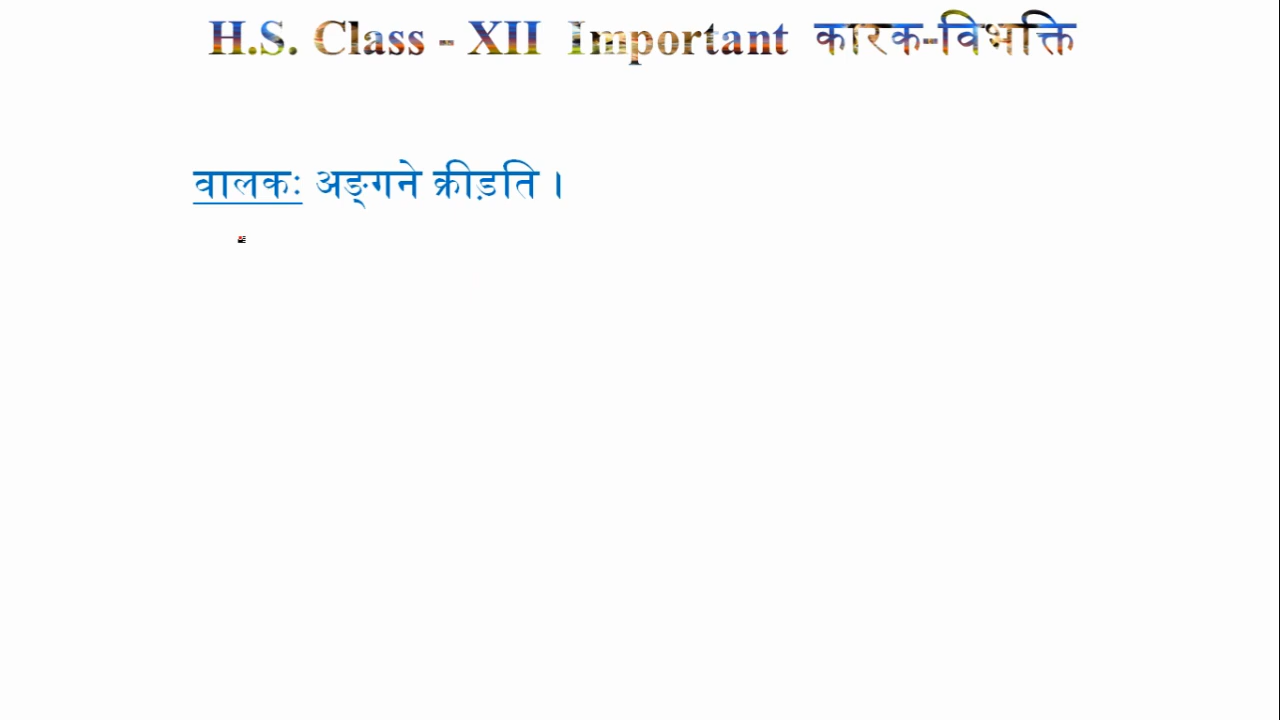 H.S. Class - XII Important कारक-विभक्ति
वालकः अङ्गने क्रीड़ति ।